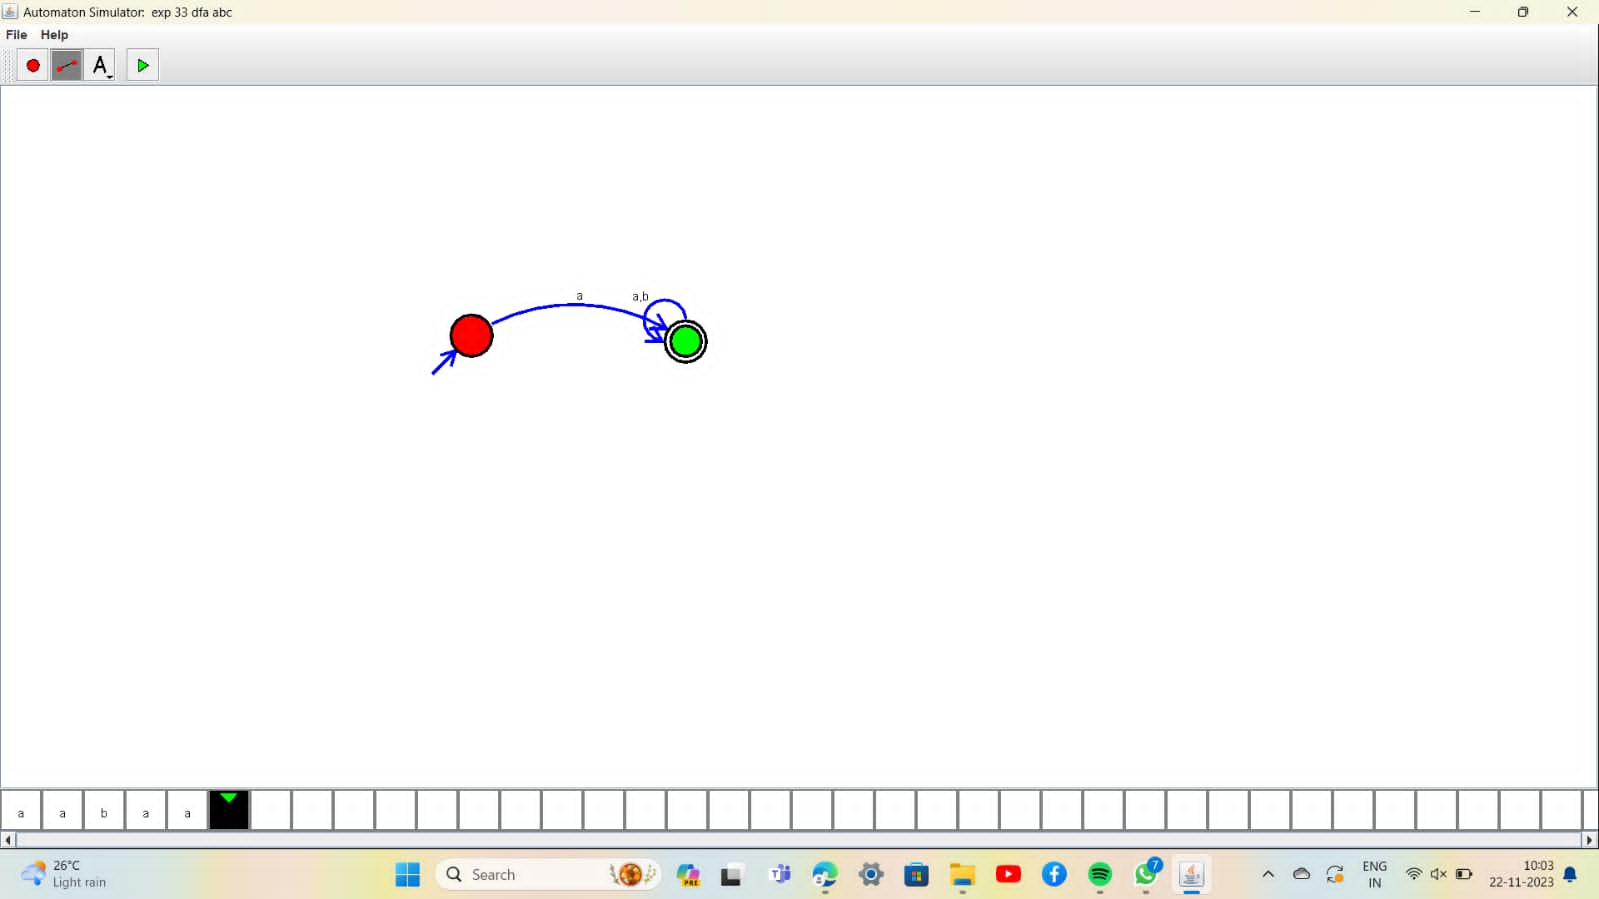 Automaton Simulator: exp 33 dfa abc
File Help
A
a
a,b
a a b a a
26°C
Light rain
Search
PRE
7
ENG
IN
10:03
22-11-2023